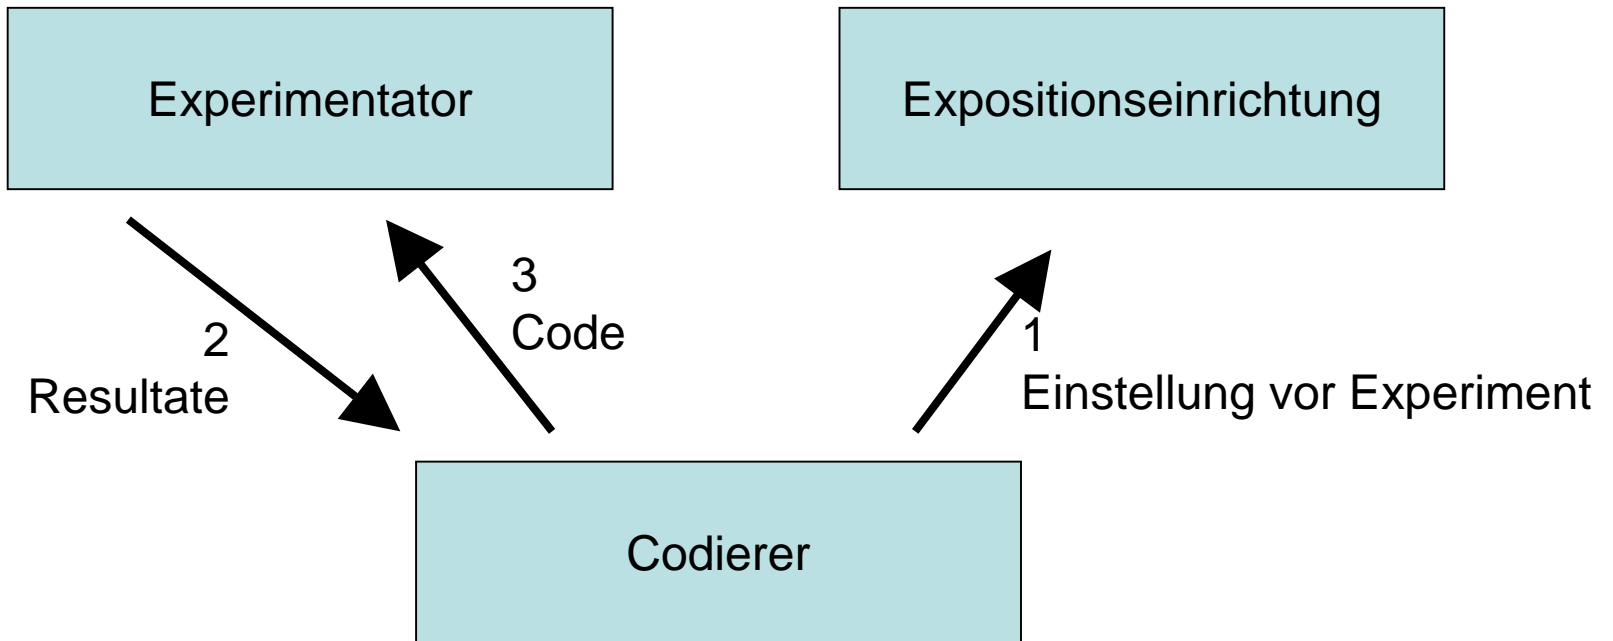 Experimentator
Expositionseinrichtung
3
Code
2
Resultate
1
Einstellung vor Experiment
Codierer